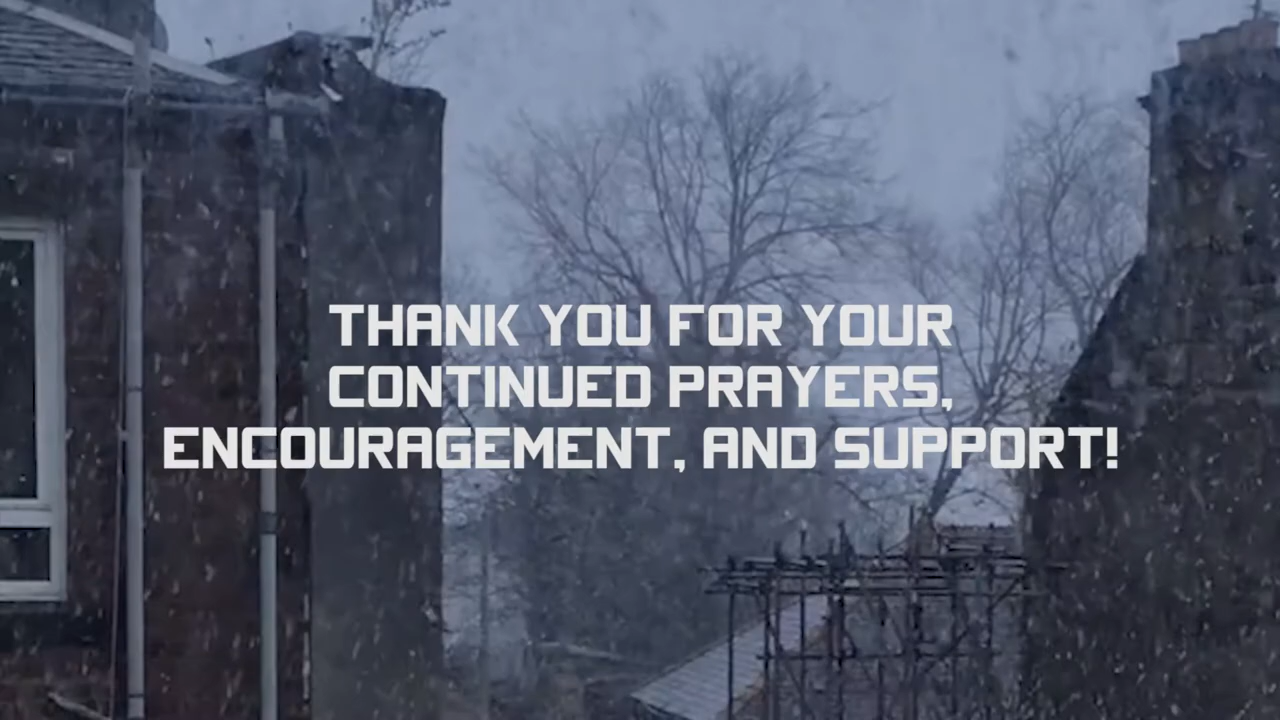 THANK YOU FOR YOUR
CONTINUED PRAYERS,
ENCOURAGEMENT, AND SUPPORT!